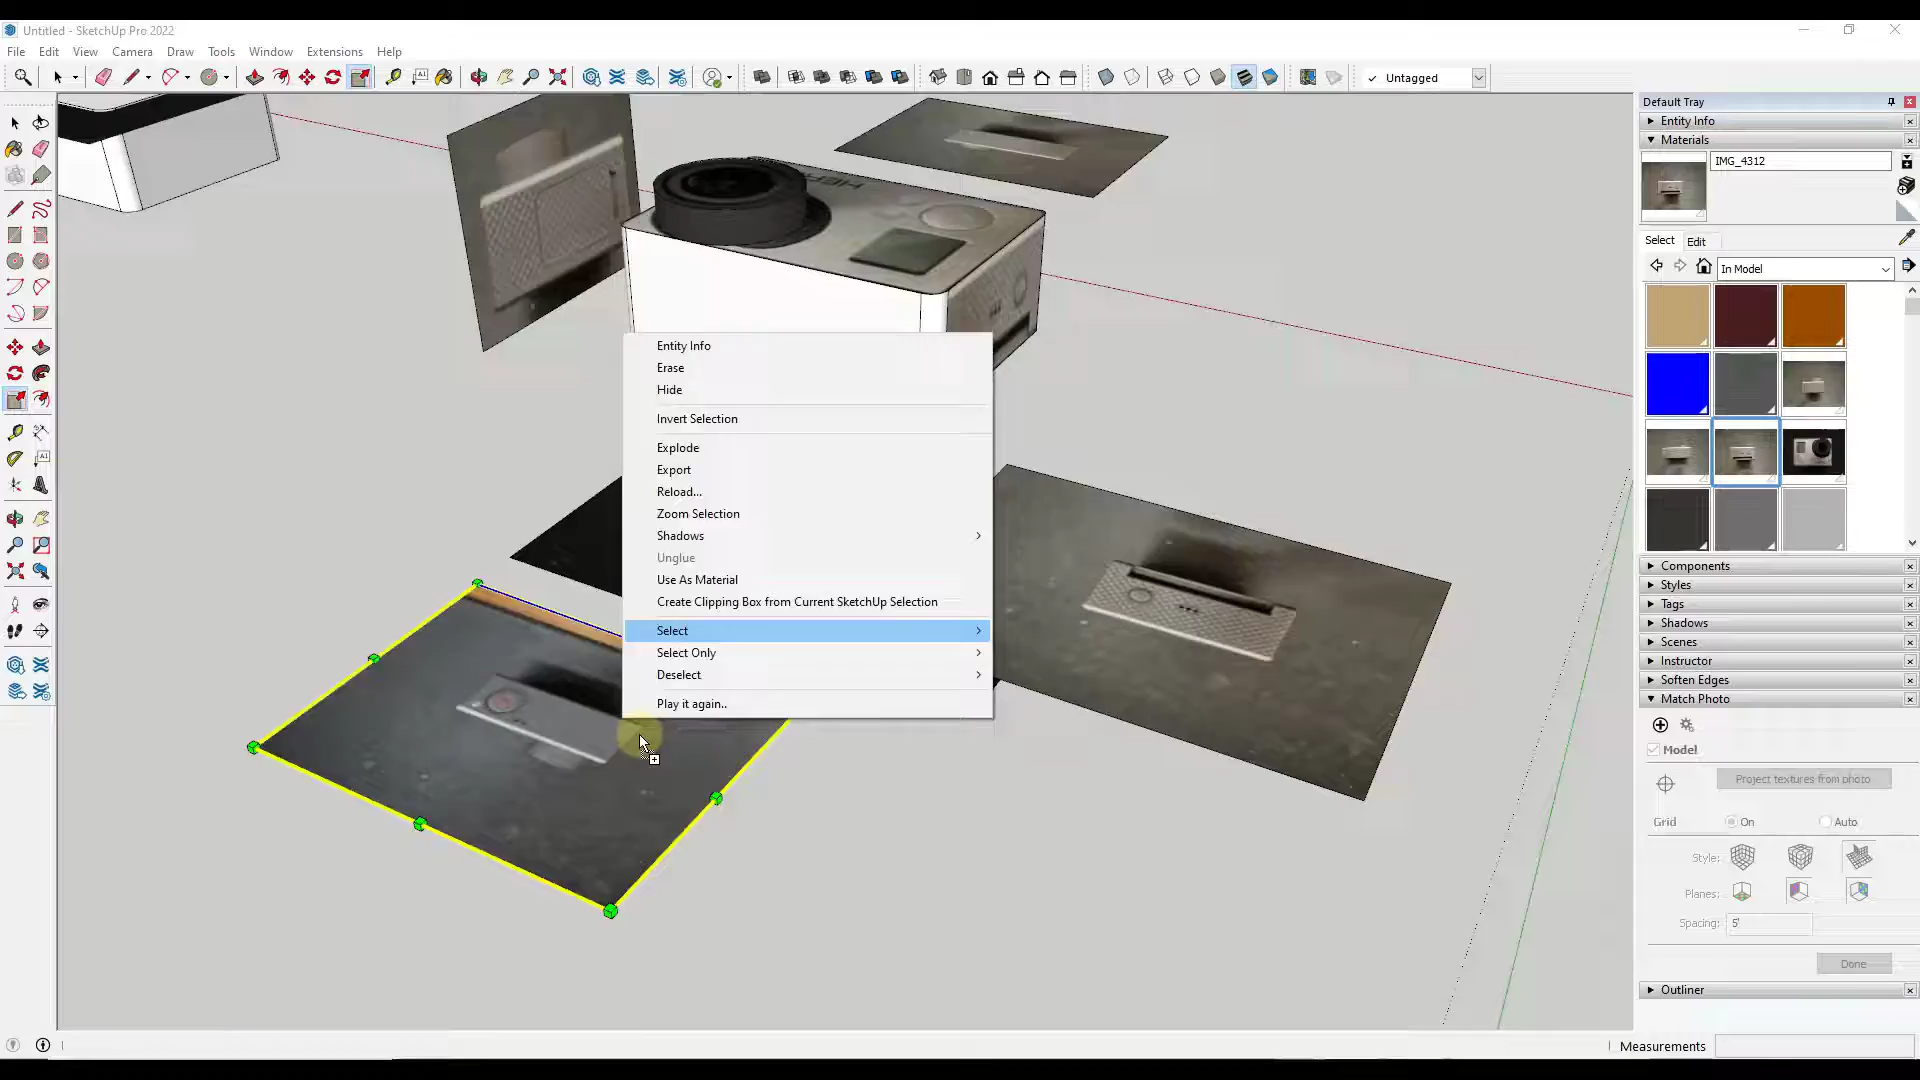 Untitled - SketchUp Pro 2022
File Edit View Camera Draw Tools Window Extensions Help
Untagged
Default Tray
Entity Info
Materials
IMG_4312
Select Edit
In Model
HER
Entity Info
Erase
Hide
Invert Selection
Explode
Export
Reload...
Zoom Selection
Shadows
Unglue
Use As Material
Create Clipping Box from Current SketchUp Selection
Select
Select Only
Deselect
Play it again..
Components
Styles
Tags
Shadows
Scenes
Instructor
Soften Edges
Match Photo
Model
Project textures from photo
Grid On Auto
Style:
Planes:
Spacing: 5'
Done
Outliner
Measurements